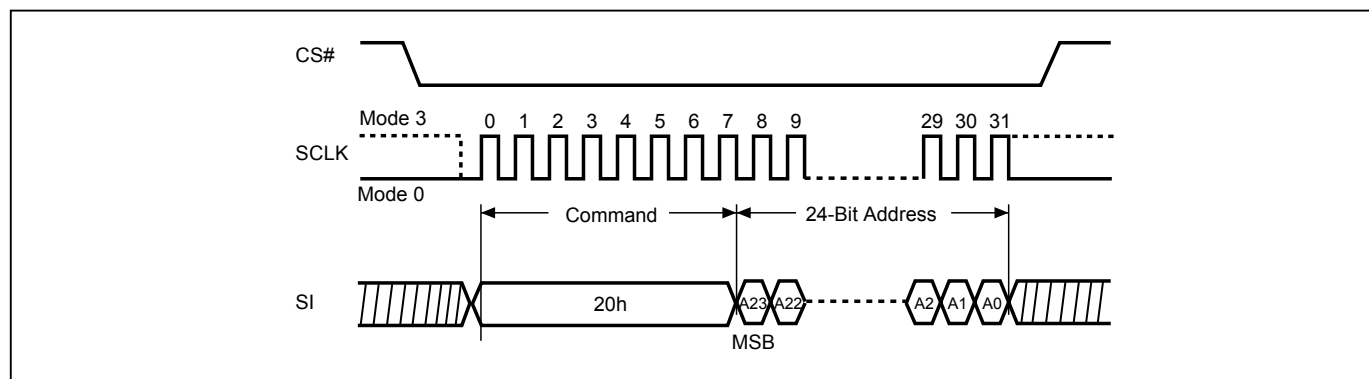 CS#
Mode 3
0 1 2 3 4 5 6 7 8 9 29 30 31
SCLK
Mode 0
Command 24-Bit Address
SI 20h A23 A22 A2 A1 A0
MSB